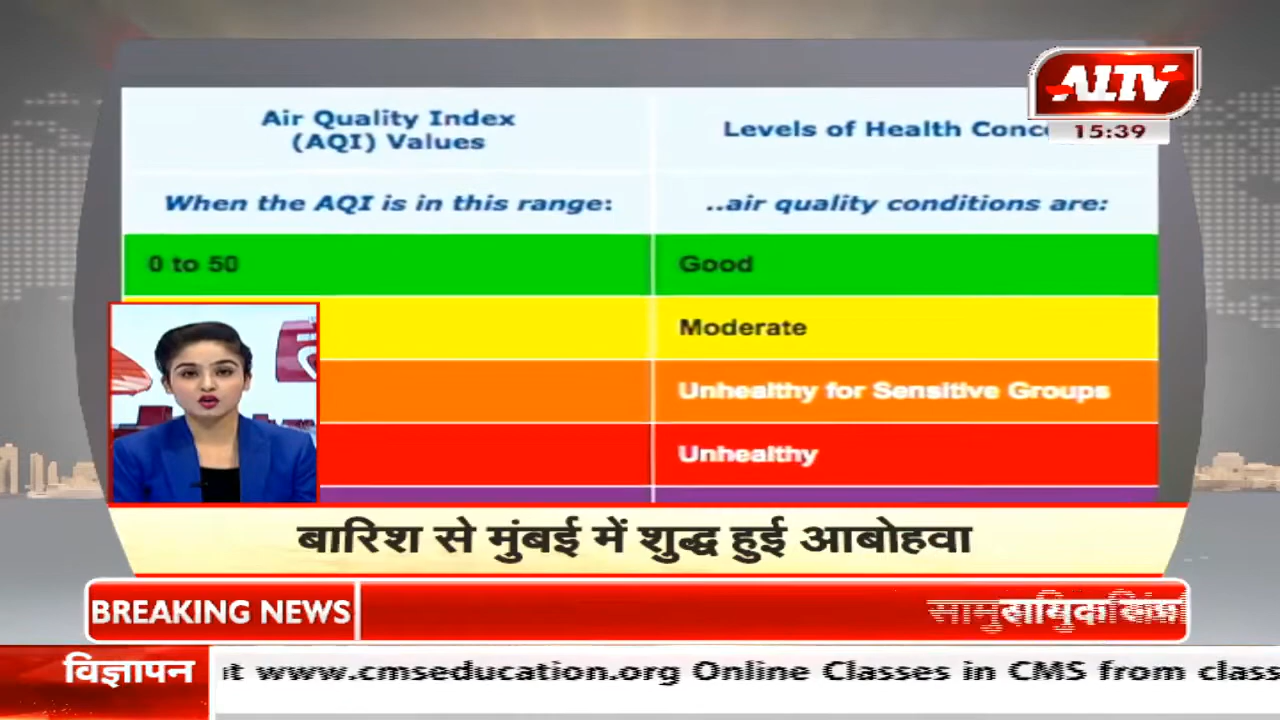 ALTV
15:39
Air Quality Index
(AQI) Values
Levels of Health
When the AQI is in this range:
..air quality conditions are:
0 to 50
Good
Moderate
Unhealthy for Sensitive Groups
Unhealthy
बारिश से मुंबई में शुद्ध हुई आबोहवा
BREAKING NEWS
विज्ञापन
www.cmseducation.org Online Classes in CMS from class